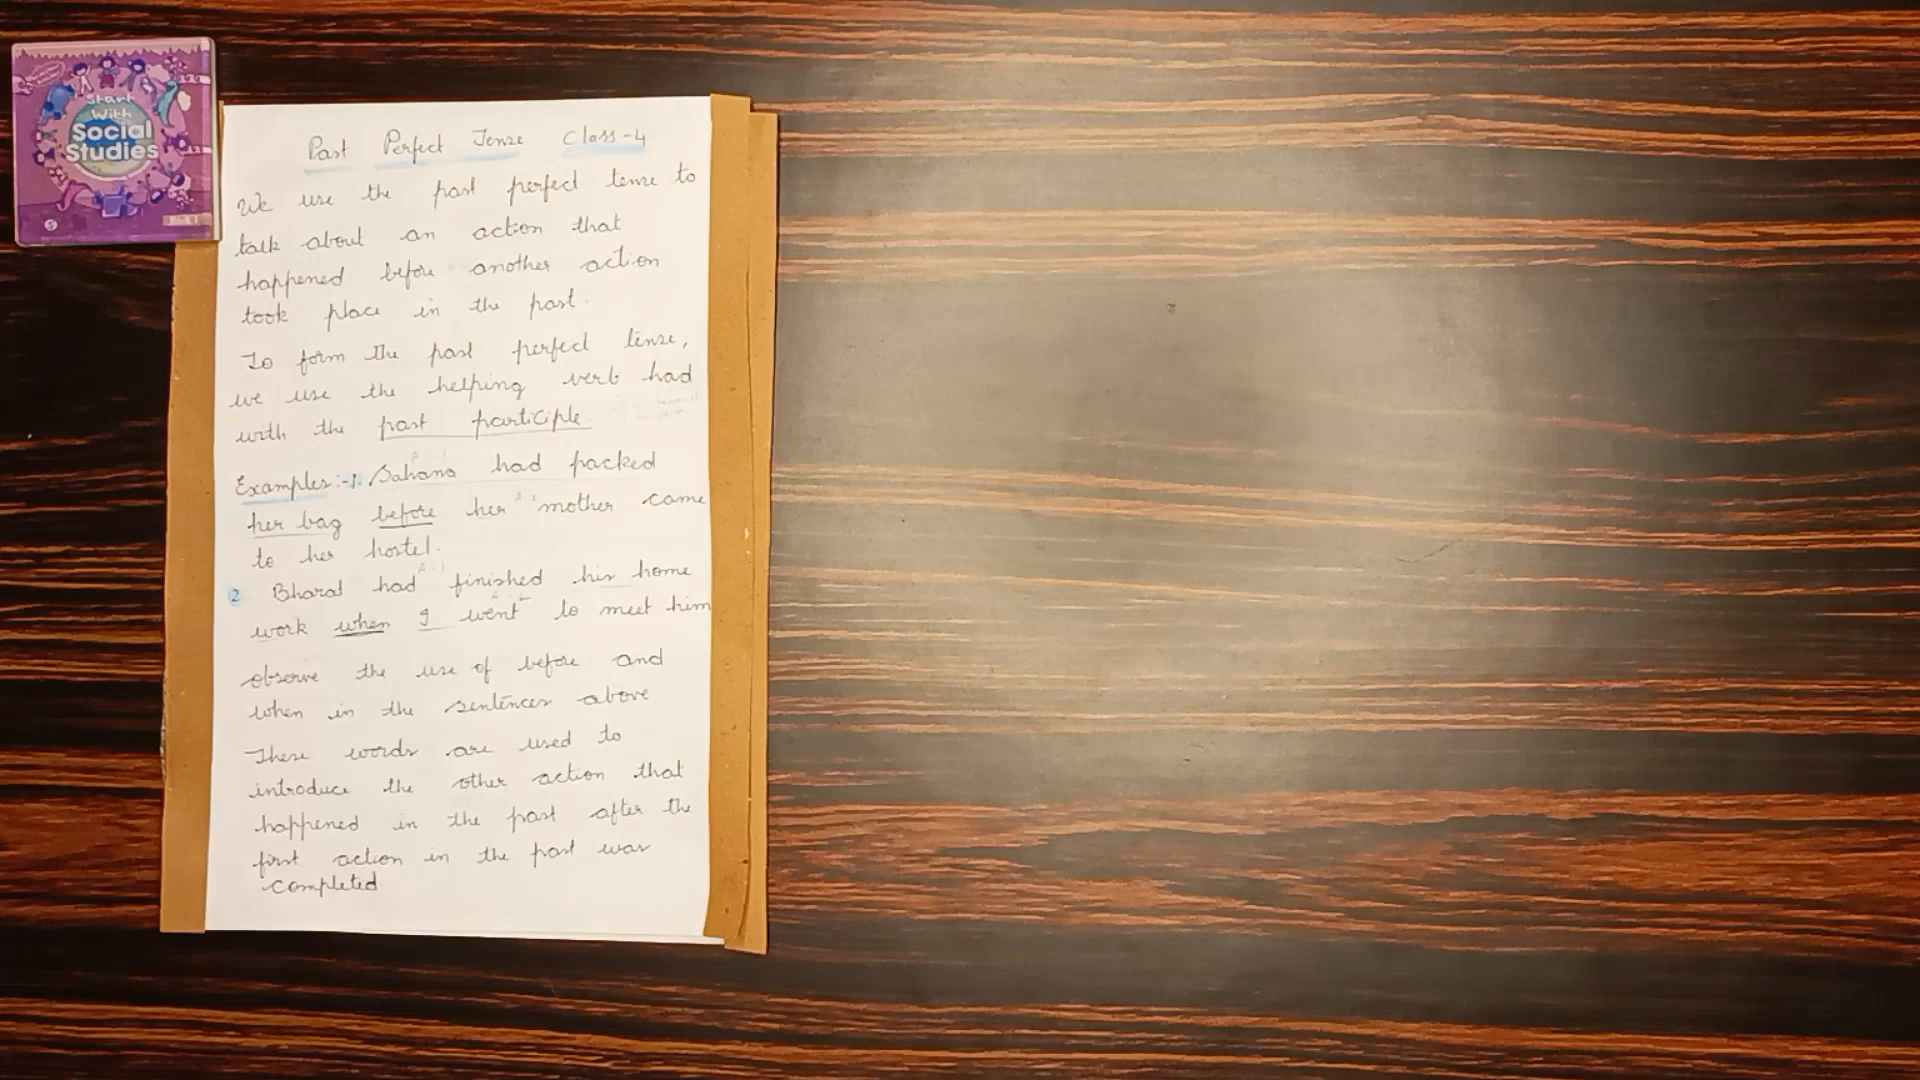 Start
With
Social
Studies
5
Past Perfect Tense Class-4
We use the past perfect tense to
talk about an action that
happened before another action
took place in the past.
To form the past perfect tense,
we use the helping verb had
with the past participle
Examples:-1. Sahana had packed
her bag before her mother came
to her hostel.
2 Bharat had finished his home
work when I went to meet him
observe the use of before and
when in the sentences above
These words are used to
introduce the other action that
happened in the past after the
first action in the past was
completed